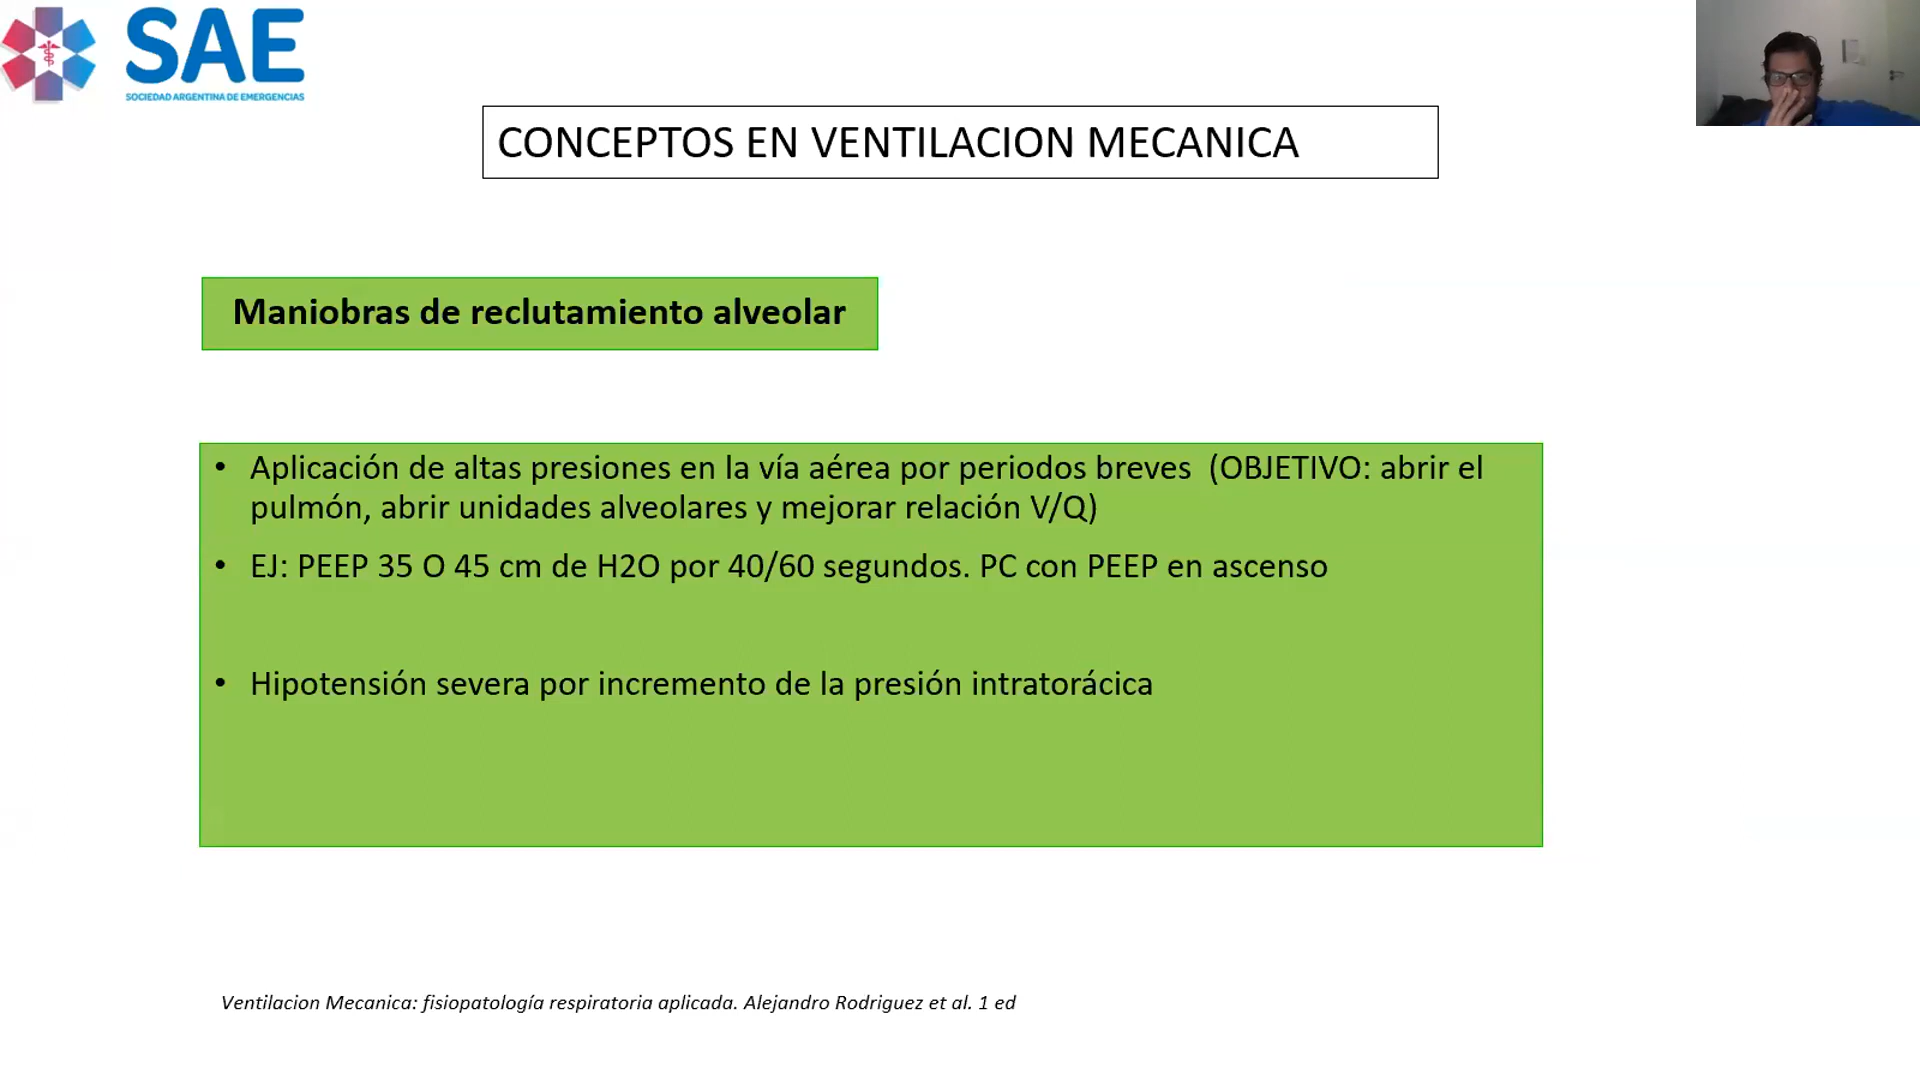 SAE
SOCIEDAD ARGENTINA DE EMERGENCIAS
CONCEPTOS EN VENTILACION MECANICA
Maniobras de reclutamiento alveolar
• Aplicación de altas presiones en la vía aérea por periodos breves (OBJETIVO: abrir el
pulmón, abrir unidades alveolares y mejorar relación V/Q)
• EJ: PEEP 35 O 45 cm de H2O por 40/60 segundos. PC con PEEP en ascenso
• Hipotensión severa por incremento de la presión intratorácica
Ventilacion Mecanica: fisiopatología respiratoria aplicada. Alejandro Rodriguez et al. 1 ed